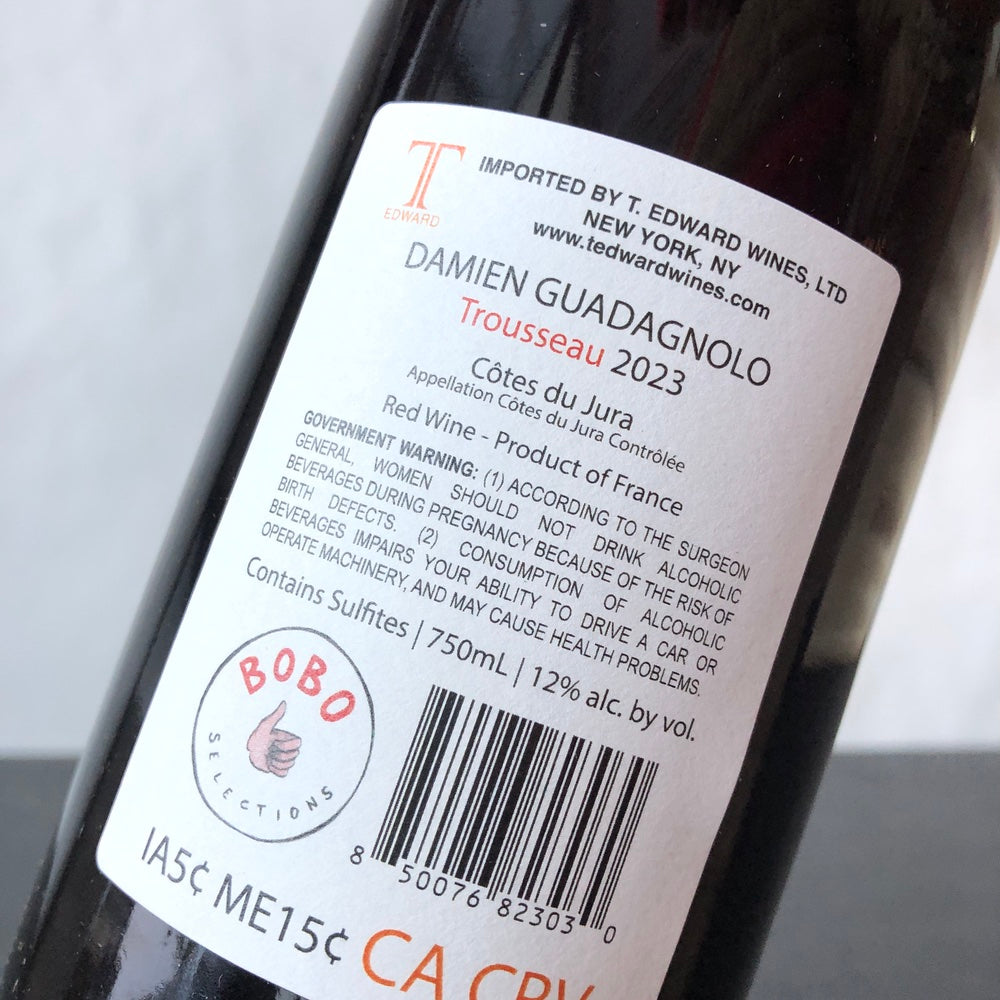 T
EDWARD
IMPORTED BY T. EDWARD WINES, LTD
NEW YORK, NY
www.tedwardwines.com
DAMIEN GUADAGNOLO
Trousseau 2023
Côtes du Jura
Appellation Côtes du Jura Contrôlée
Red Wine - Product of France
GOVERNMENT WARNING: (1) ACCORDING TO THE SURGEON
GENERAL, WOMEN SHOULD NOT DRINK ALCOHOLIC
BEVERAGES DURING PREGNANCY BECAUSE OF THE RISK OF
BIRTH DEFECTS. (2) CONSUMPTION OF ALCOHOLIC
BEVERAGES IMPAIRS YOUR ABILITY TO DRIVE A CAR OR
OPERATE MACHINERY, AND MAY CAUSE HEALTH PROBLEMS.
Contains Sulfites | 750mL | 12% alc. by vol.
BOBO
SELECTIONS
8 50076 82303 0
IA5¢ ME15¢ CA CRV